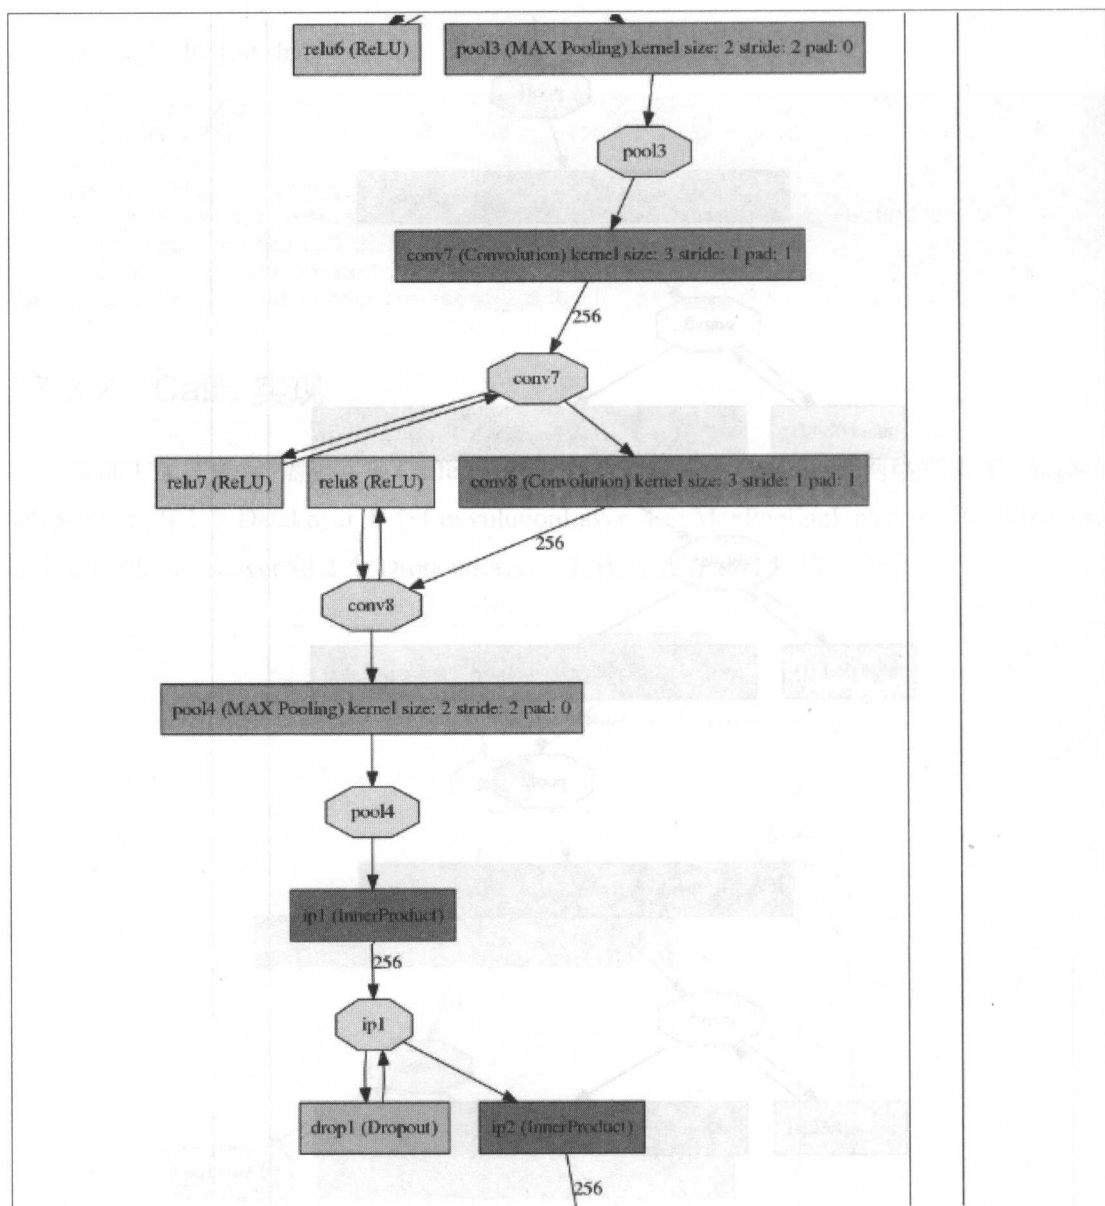 relu6 (ReLU)
pool3 (MAX Pooling) kernel size: 2 stride: 2 pad: 0
pool3
conv7 (Convolution) kernel size: 3 stride: 1 pad: 1
256
conv7
relu7 (ReLU)
relu8 (ReLU)
conv8 (Convolution) kernel size: 3 stride: 1 pad: 1
256
conv8
pool4 (MAX Pooling) kernel size: 2 stride: 2 pad: 0
pool4
ip1 (InnerProduct)
256
ip1
drop1 (Dropout)
ip2 (InnerProduct)
256